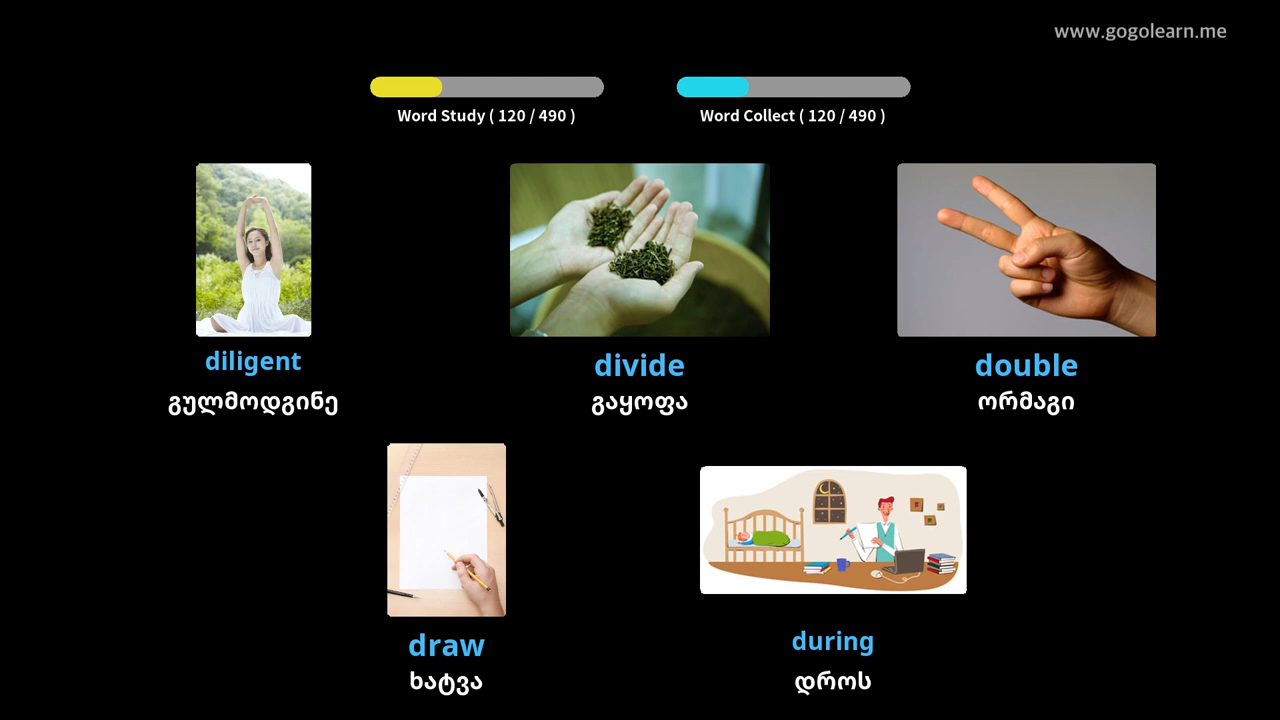 www.gogolearn.me
Word Study ( 120 / 490 )
Word Collect ( 120 / 490 )
diligent
გულმოდგინე
divide
გაყოფა
double
ორმაგი
draw
ხატვა
during
დროს